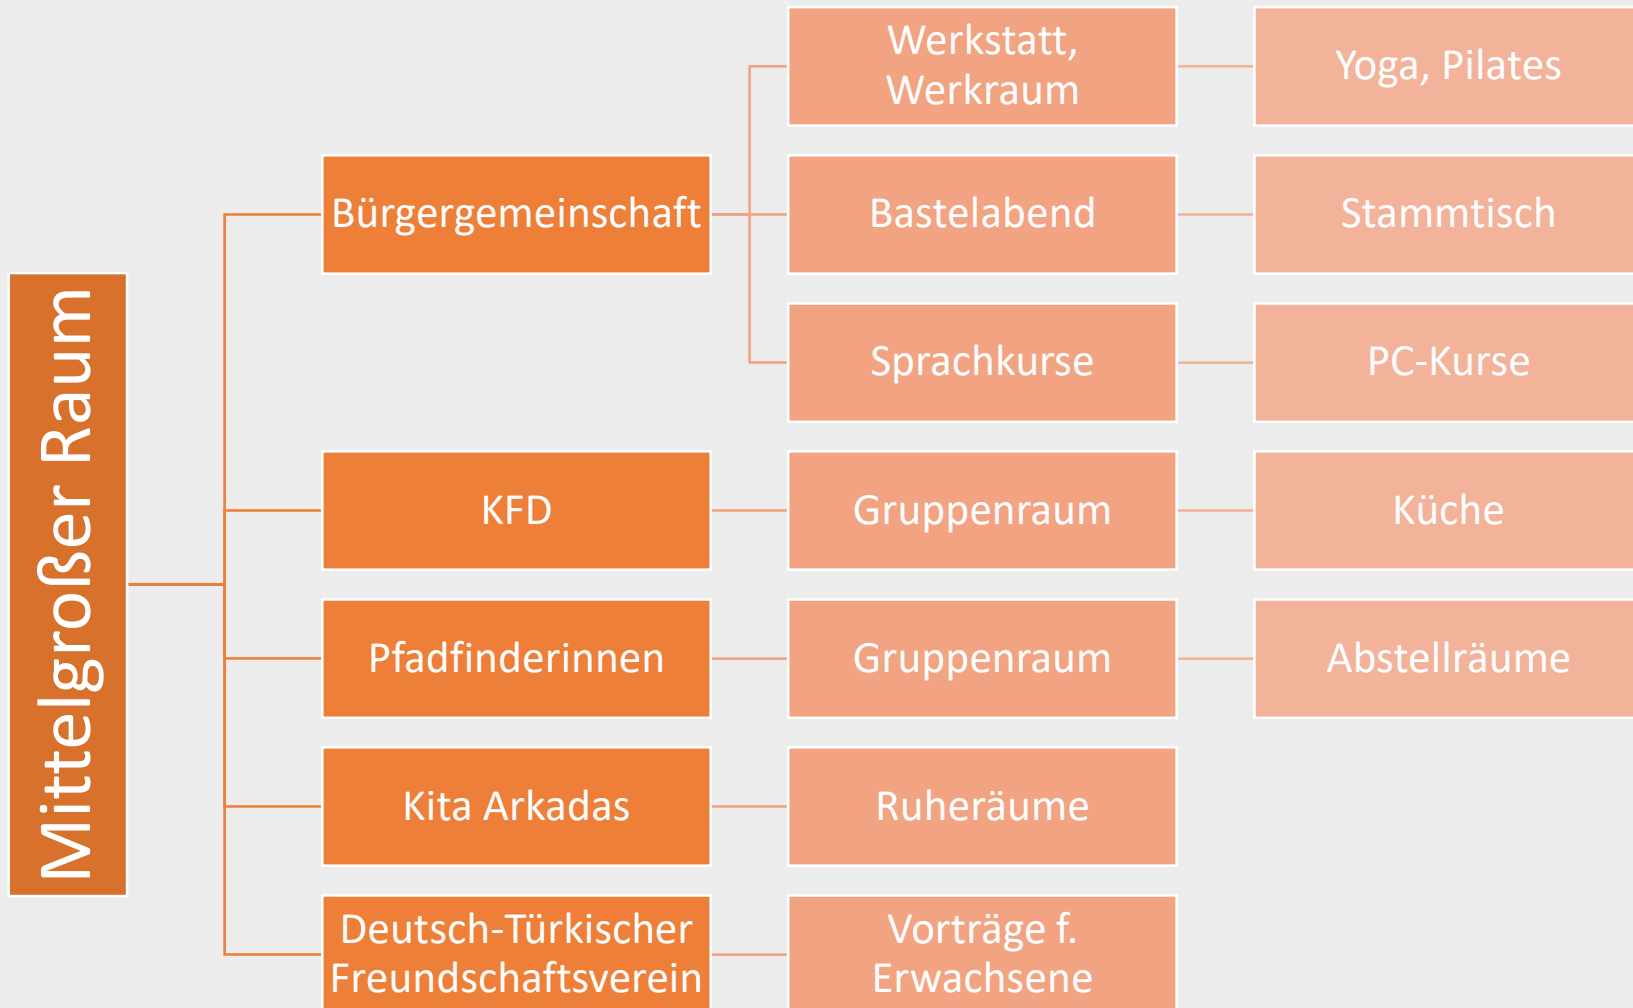 Mittelgroßer Raum
Bürgergemeinschaft
Werkstatt,
Werkraum
Yoga, Pilates
Bastelabend
Stammtisch
Sprachkurse
PC-Kurse
KFD
Gruppenraum
Küche
Pfadfinderinnen
Gruppenraum
Abstellräume
Kita Arkadas
Ruheräume
Deutsch-Türkischer
Freundschaftsverein
Vorträge f.
Erwachsene